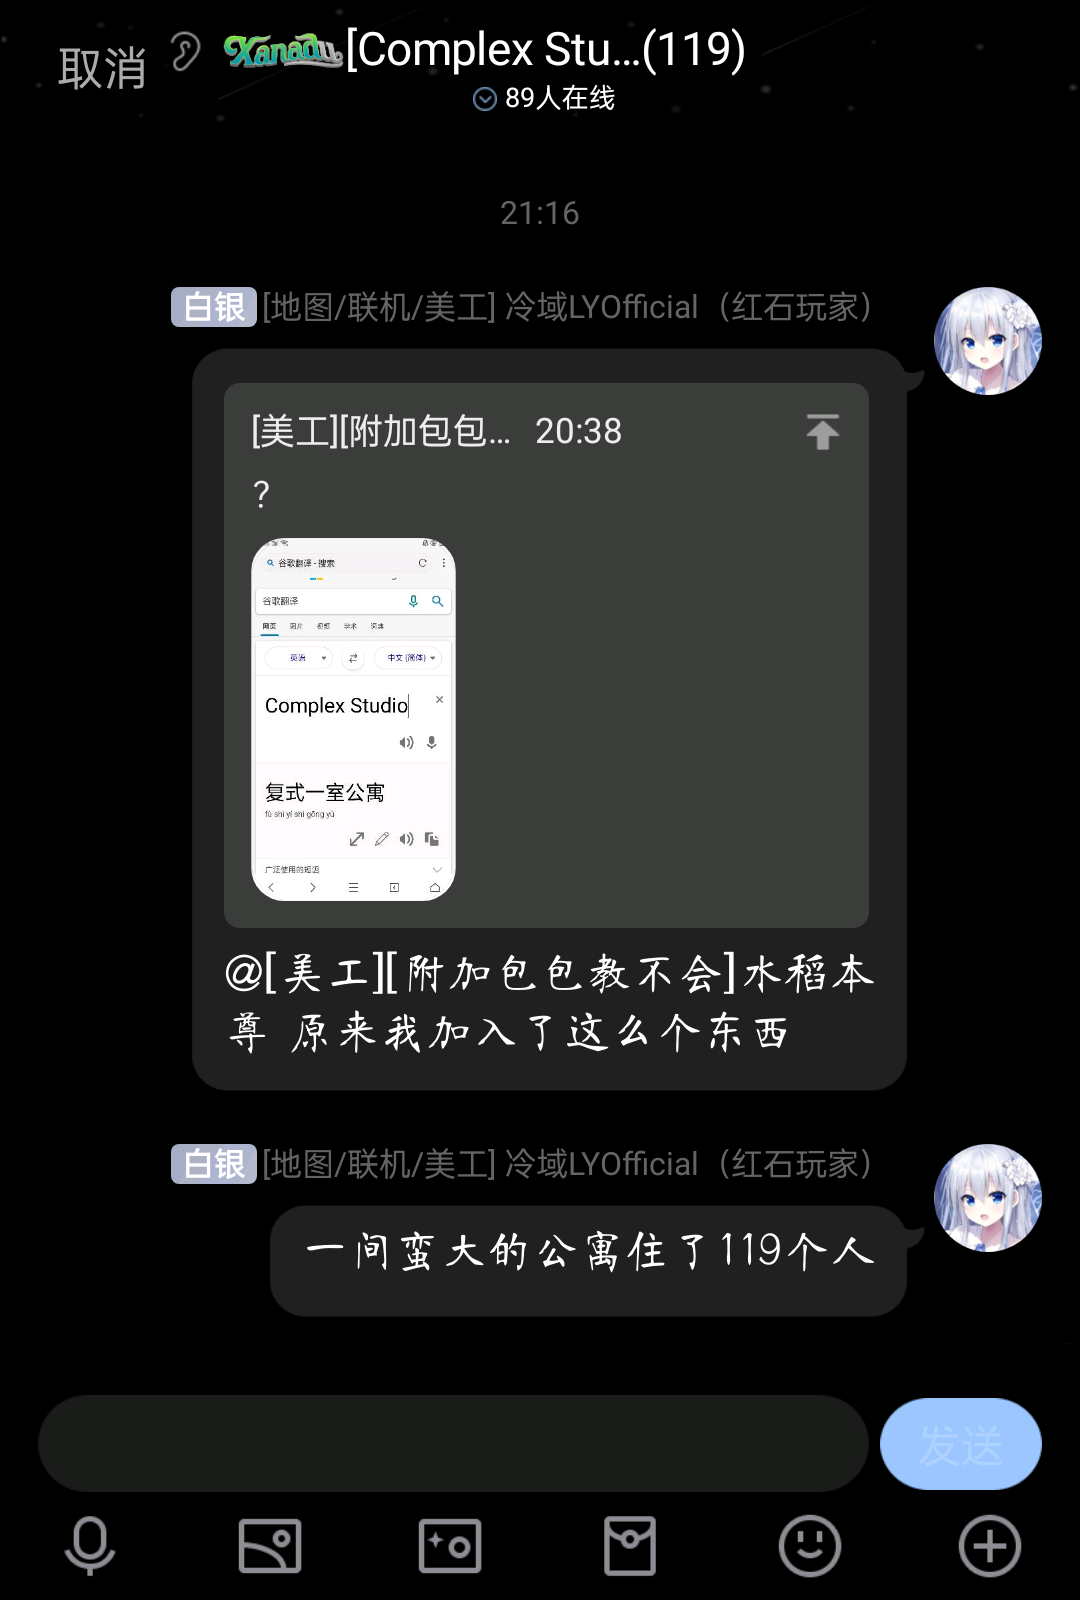 取消
Xanadu
[Complex Stu...(119)
89人在线
21:16
白银 [地图/联机/美工] 冷域LYOfficial（红石玩家）
[美工][附加包包... 20:38
？
谷歌翻译 - 搜索
谷歌翻译
网页 图片 视频 学术 词典
英语 中文 (简体)
Complex Studio
复式一室公寓
fù shì yí shì gōng yù
广泛使用的短语
@[美工][附加包包教不会]水稻本
尊 原来我加入了这么个东西
白银 [地图/联机/美工] 冷域LYOfficial（红石玩家）
一间蛮大的公寓住了119个人
发送